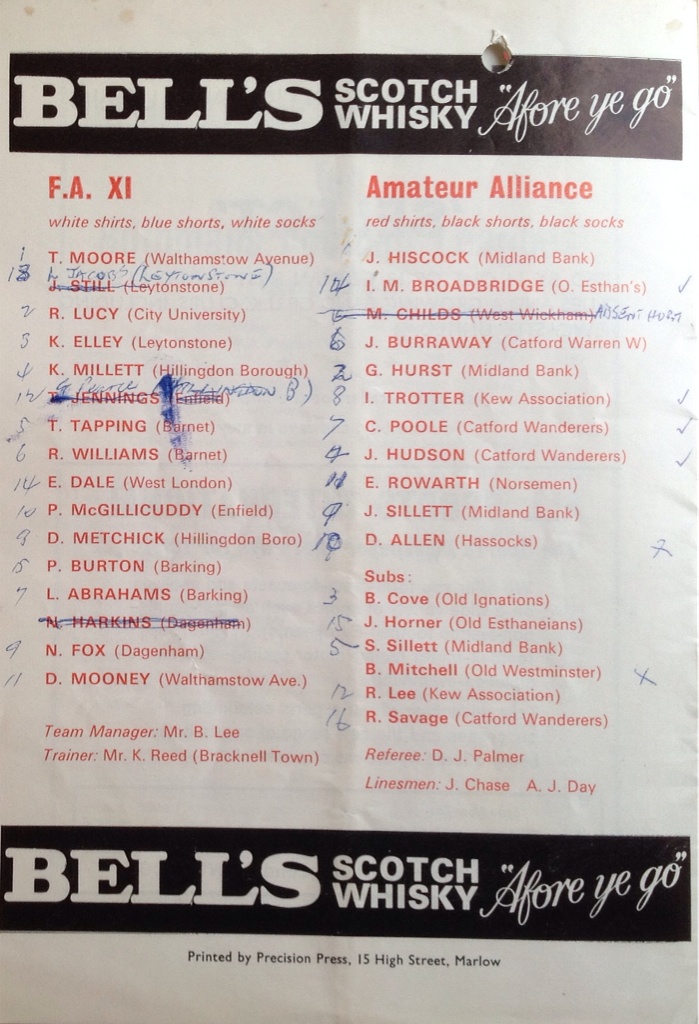 BELL'S SCOTCH WHISKY "Afore ye go"
F.A. XI
white shirts, blue shorts, white socks
1 T. MOORE (Walthamstow Avenue)
13 L JACOBS (LEYTONSTONE)
J. STILL (Leytonstone)
2 R. LUCY (City University)
3 K. ELLEY (Leytonstone)
4 K. MILLETT (Hillingdon Borough)
12 G (HILLINGDON B)
T. JENNINGS (Enfield)
5 T. TAPPING (Barnet)
6 R. WILLIAMS (Barnet)
14 E. DALE (West London)
10 P. McGILLICUDDY (Enfield)
D. METCHICK (Hillingdon Boro)
15 P. BURTON (Barking)
7 L. ABRAHAMS (Barking)
N. HARKINS (Dagenham)
9 N. FOX (Dagenham)
11 D. MOONEY (Walthamstow Ave.)
Team Manager: Mr. B. Lee
Trainer: Mr. K. Reed (Bracknell Town)
Amateur Alliance
red shirts, black shorts, black socks
1 J. HISCOCK (Midland Bank)
14 I. M. BROADBRIDGE (O. Esthan's) ✓
M. CHILDS (West Wickham) ABSENT HURT
6 J. BURRAWAY (Catford Warren W)
2 G. HURST (Midland Bank)
8 I. TROTTER (Kew Association) ✓
7 C. POOLE (Catford Wanderers) ✓
4 J. HUDSON (Catford Wanderers) ✓
11 E. ROWARTH (Norsemen)
9 J. SILLETT (Midland Bank)
10 D. ALLEN (Hassocks) x
Subs:
3 B. Cove (Old Ignations)
15 J. Horner (Old Esthaneians)
5 S. Sillett (Midland Bank)
B. Mitchell (Old Westminster) x
12 R. Lee (Kew Association)
16 R. Savage (Catford Wanderers)
Referee: D. J. Palmer
Linesmen: J. Chase A. J. Day
BELL'S SCOTCH WHISKY "Afore ye go"
Printed by Precision Press, 15 High Street, Marlow